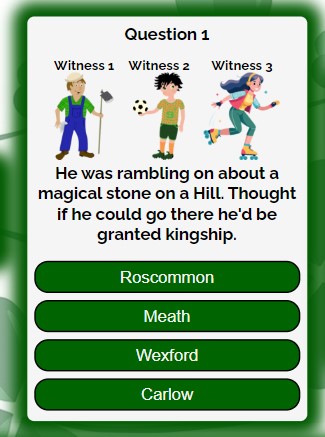 Question 1
Witness 1 Witness 2 Witness 3
He was rambling on about a
magical stone on a Hill. Thought
if he could go there he'd be
granted kingship.
Roscommon
Meath
Wexford
Carlow